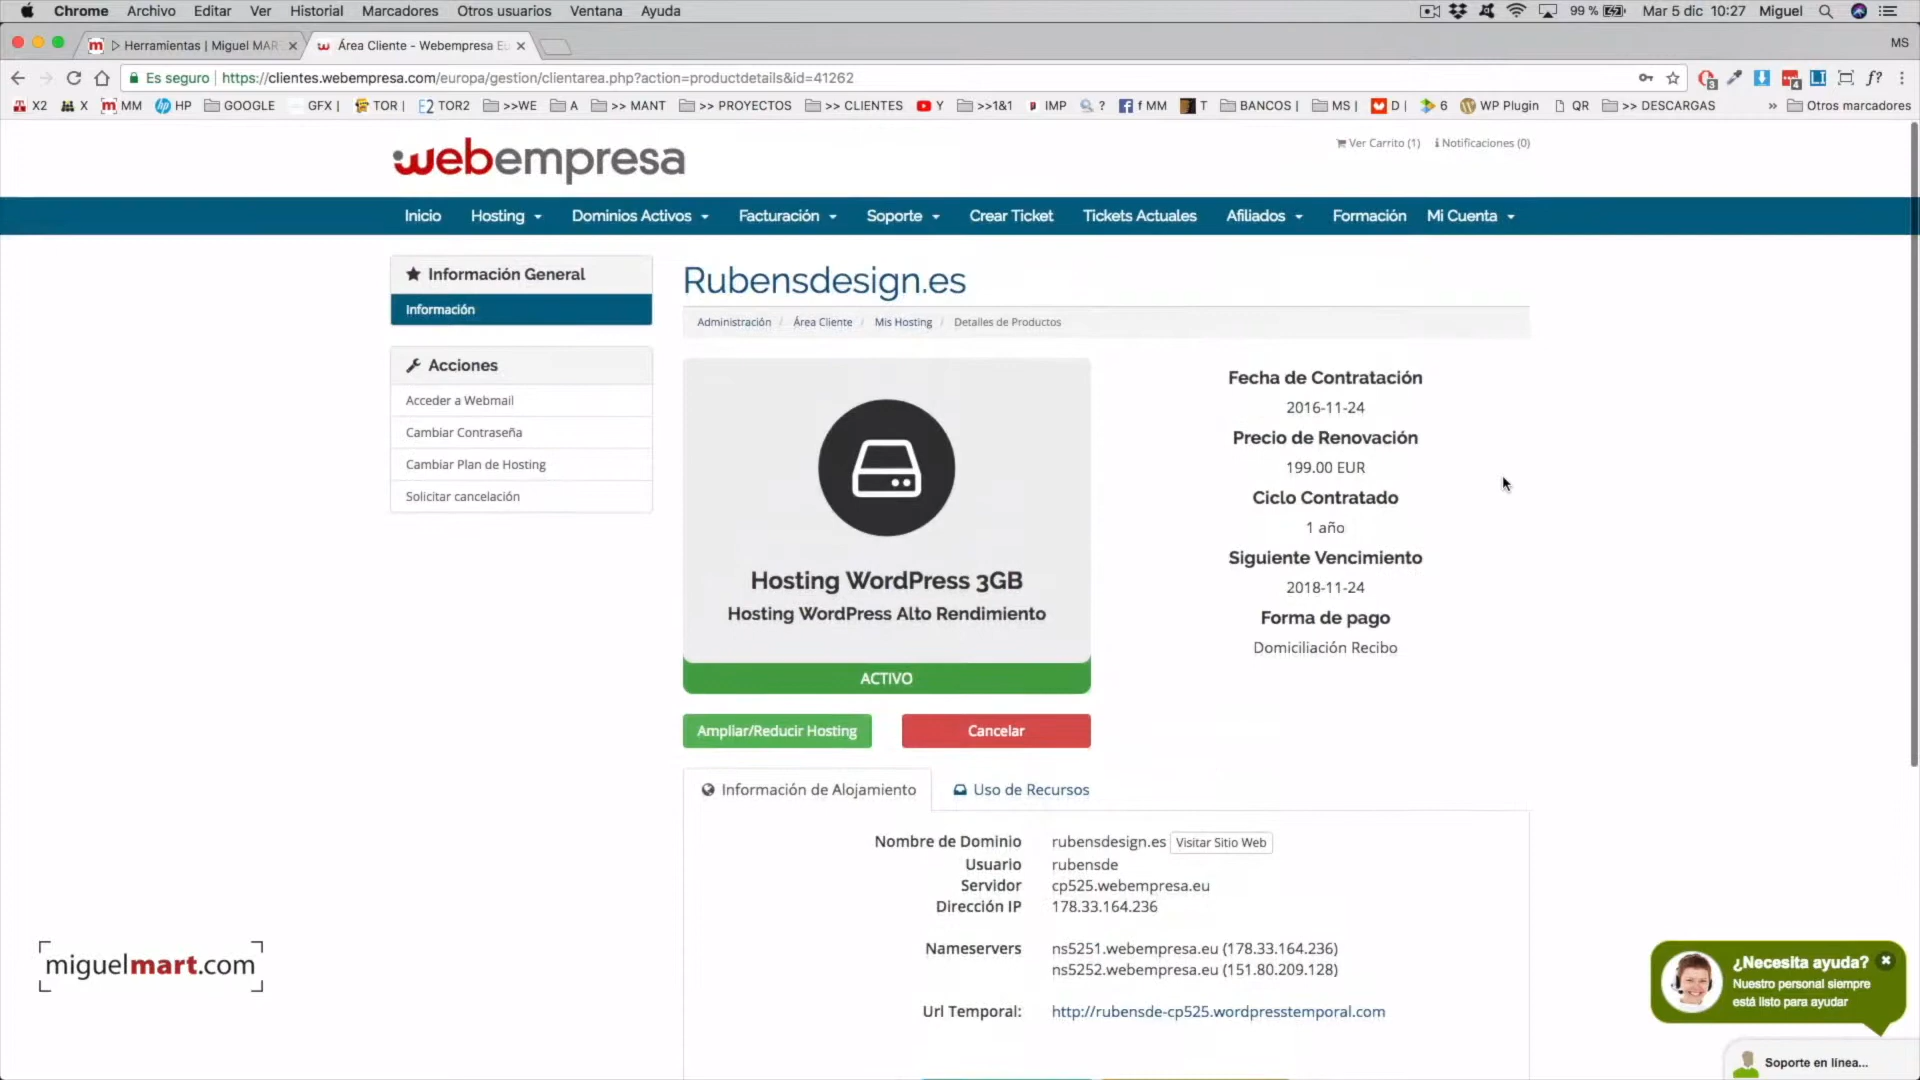 Chrome Archivo Editar Ver Historial Marcadores Otros usuarios Ventana Ayuda 99 % Mar 5 dic 10:27 Miguel
Herramientas | Miguel MAR Área Cliente - Webempresa E MS
Es seguro https://clientes.webempresa.com/europa/gestion/clientarea.php?action=productdetails&id=41262
X2 X MM HP GOOGLE GFX | TOR | TOR2 >>WE A >> MANT >> PROYECTOS >> CLIENTES Y >>1&1 IMP ? f MM T BANCOS | MS | D | 6 WP Plugin QR >> DESCARGAS » Otros marcadores
webempresa
Ver Carrito (1) Notificaciones (0)
Inicio Hosting Dominios Activos Facturación Soporte Crear Ticket Tickets Actuales Afiliados Formación Mi Cuenta
Información General
Información
Acciones
Acceder a Webmail
Cambiar Contraseña
Cambiar Plan de Hosting
Solicitar cancelación
Rubensdesign.es
Administración / Área Cliente / Mis Hosting / Detalles de Productos
Hosting WordPress 3GB
Hosting WordPress Alto Rendimiento
ACTIVO
Ampliar/Reducir Hosting Cancelar
Fecha de Contratación
2016-11-24
Precio de Renovación
199.00 EUR
Ciclo Contratado
1 año
Siguiente Vencimiento
2018-11-24
Forma de pago
Domiciliación Recibo
Información de Alojamiento Uso de Recursos
Nombre de Dominio rubensdesign.es Visitar Sitio Web
Usuario rubensde
Servidor cp525.webempresa.eu
Dirección IP 178.33.164.236
Nameservers ns5251.webempresa.eu (178.33.164.236)
ns5252.webempresa.eu (151.80.209.128)
Url Temporal: http://rubensde-cp525.wordpresstemporal.com
miguelmart.com
¿Necesita ayuda?
Nuestro personal siempre
está listo para ayudar
Soporte en línea...